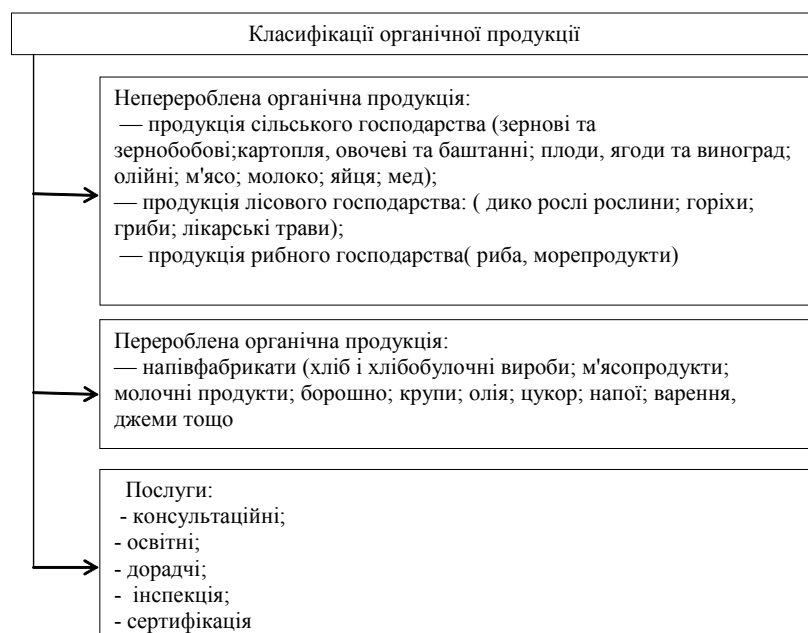 Класифікації органічної продукції
Неперероблена органічна продукція:
— продукція сільського господарства (зернові та
зернобобові;картопля, овочеві та баштанні; плоди, ягоди та виноград;
олійні; м'ясо; молоко; яйця; мед);
— продукція лісового господарства: ( дико рослі рослини; горіхи;
гриби; лікарські трави);
— продукція рибного господарства( риба, морепродукти)
Перероблена органічна продукція:
— напівфабрикати (хліб і хлібобулочні вироби; м'ясопродукти;
молочні продукти; борошно; крупи; олія; цукор; напої; варення,
джеми тощо
Послуги:
- консультаційні;
- освітні;
- дорадчі;
- інспекція;
- сертифікація